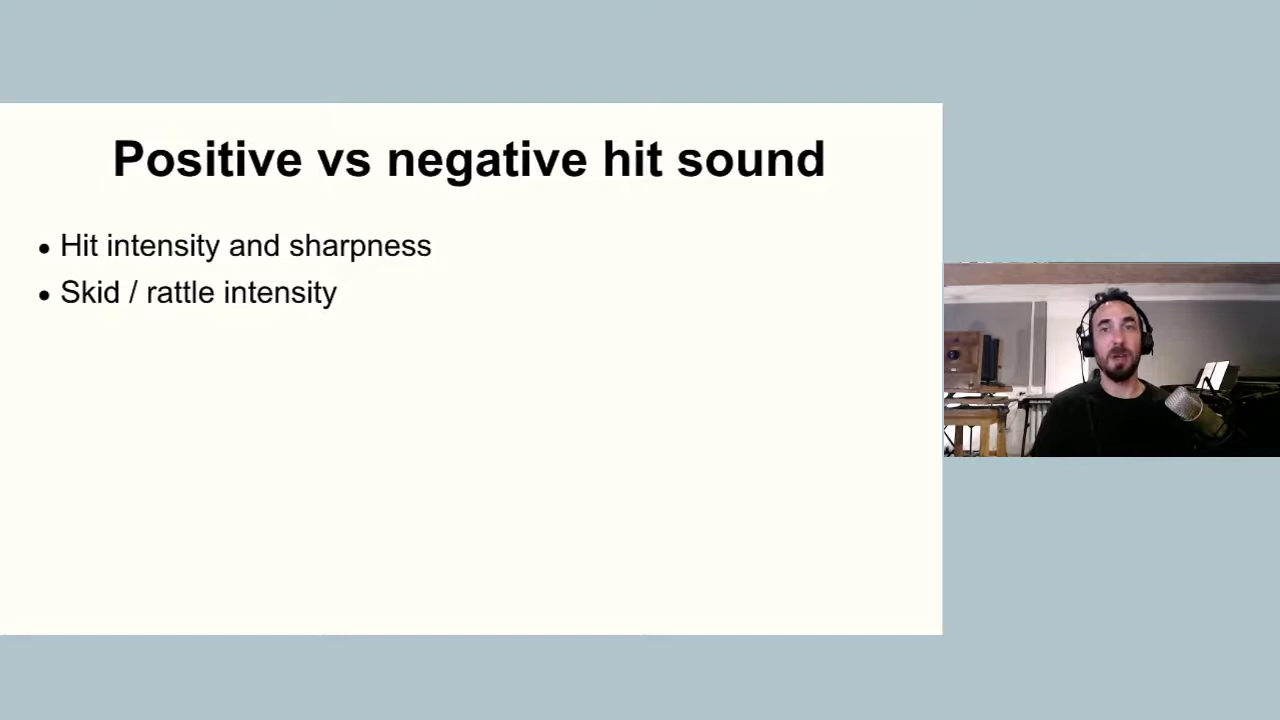 Positive vs negative hit sound
• Hit intensity and sharpness
• Skid / rattle intensity